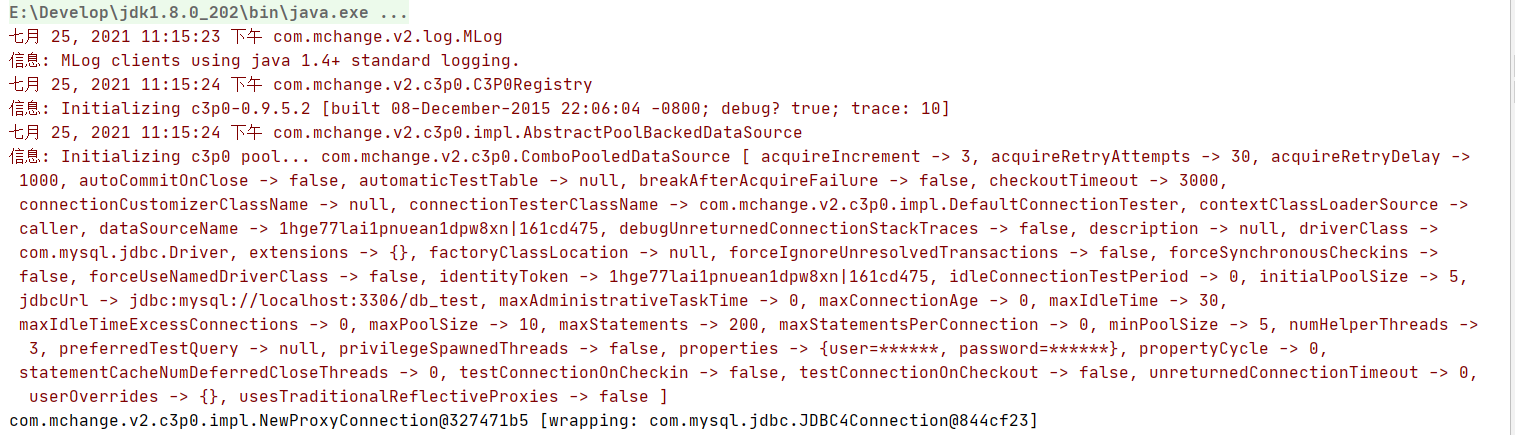 E:\Develop\jdk1.8.0_202\bin\java.exe ...
七月 25, 2021 11:15:23 下午 com.mchange.v2.log.MLog
信息: MLog clients using java 1.4+ standard logging.
七月 25, 2021 11:15:24 下午 com.mchange.v2.c3p0.C3P0Registry
信息: Initializing c3p0-0.9.5.2 [built 08-December-2015 22:06:04 -0800; debug? true; trace: 10]
七月 25, 2021 11:15:24 下午 com.mchange.v2.c3p0.impl.AbstractPoolBackedDataSource
信息: Initializing c3p0 pool... com.mchange.v2.c3p0.ComboPooledDataSource [ acquireIncrement -> 3, acquireRetryAttempts -> 30, acquireRetryDelay ->
1000, autoCommitOnClose -> false, automaticTestTable -> null, breakAfterAcquireFailure -> false, checkoutTimeout -> 3000,
connectionCustomizerClassName -> null, connectionTesterClassName -> com.mchange.v2.c3p0.impl.DefaultConnectionTester, contextClassLoaderSource ->
caller, dataSourceName -> 1hge77lai1pnuean1dpw8xn|161cd475, debugUnreturnedConnectionStackTraces -> false, description -> null, driverClass ->
com.mysql.jdbc.Driver, extensions -> {}, factoryClassLocation -> null, forceIgnoreUnresolvedTransactions -> false, forceSynchronousCheckins ->
false, forceUseNamedDriverClass -> false, identityToken -> 1hge77lai1pnuean1dpw8xn|161cd475, idleConnectionTestPeriod -> 0, initialPoolSize -> 5,
jdbcUrl -> jdbc:mysql://localhost:3306/db_test, maxAdministrativeTaskTime -> 0, maxConnectionAge -> 0, maxIdleTime -> 30,
maxIdleTimeExcessConnections -> 0, maxPoolSize -> 10, maxStatements -> 200, maxStatementsPerConnection -> 0, minPoolSize -> 5, numHelperThreads ->
3, preferredTestQuery -> null, privilegeSpawnedThreads -> false, properties -> {user=******, password=******}, propertyCycle -> 0,
statementCacheNumDeferredCloseThreads -> 0, testConnectionOnCheckin -> false, testConnectionOnCheckout -> false, unreturnedConnectionTimeout -> 0,
userOverrides -> {}, usesTraditionalReflectiveProxies -> false ]
com.mchange.v2.c3p0.impl.NewProxyConnection@327471b5 [wrapping: com.mysql.jdbc.JDBC4Connection@844cf23]